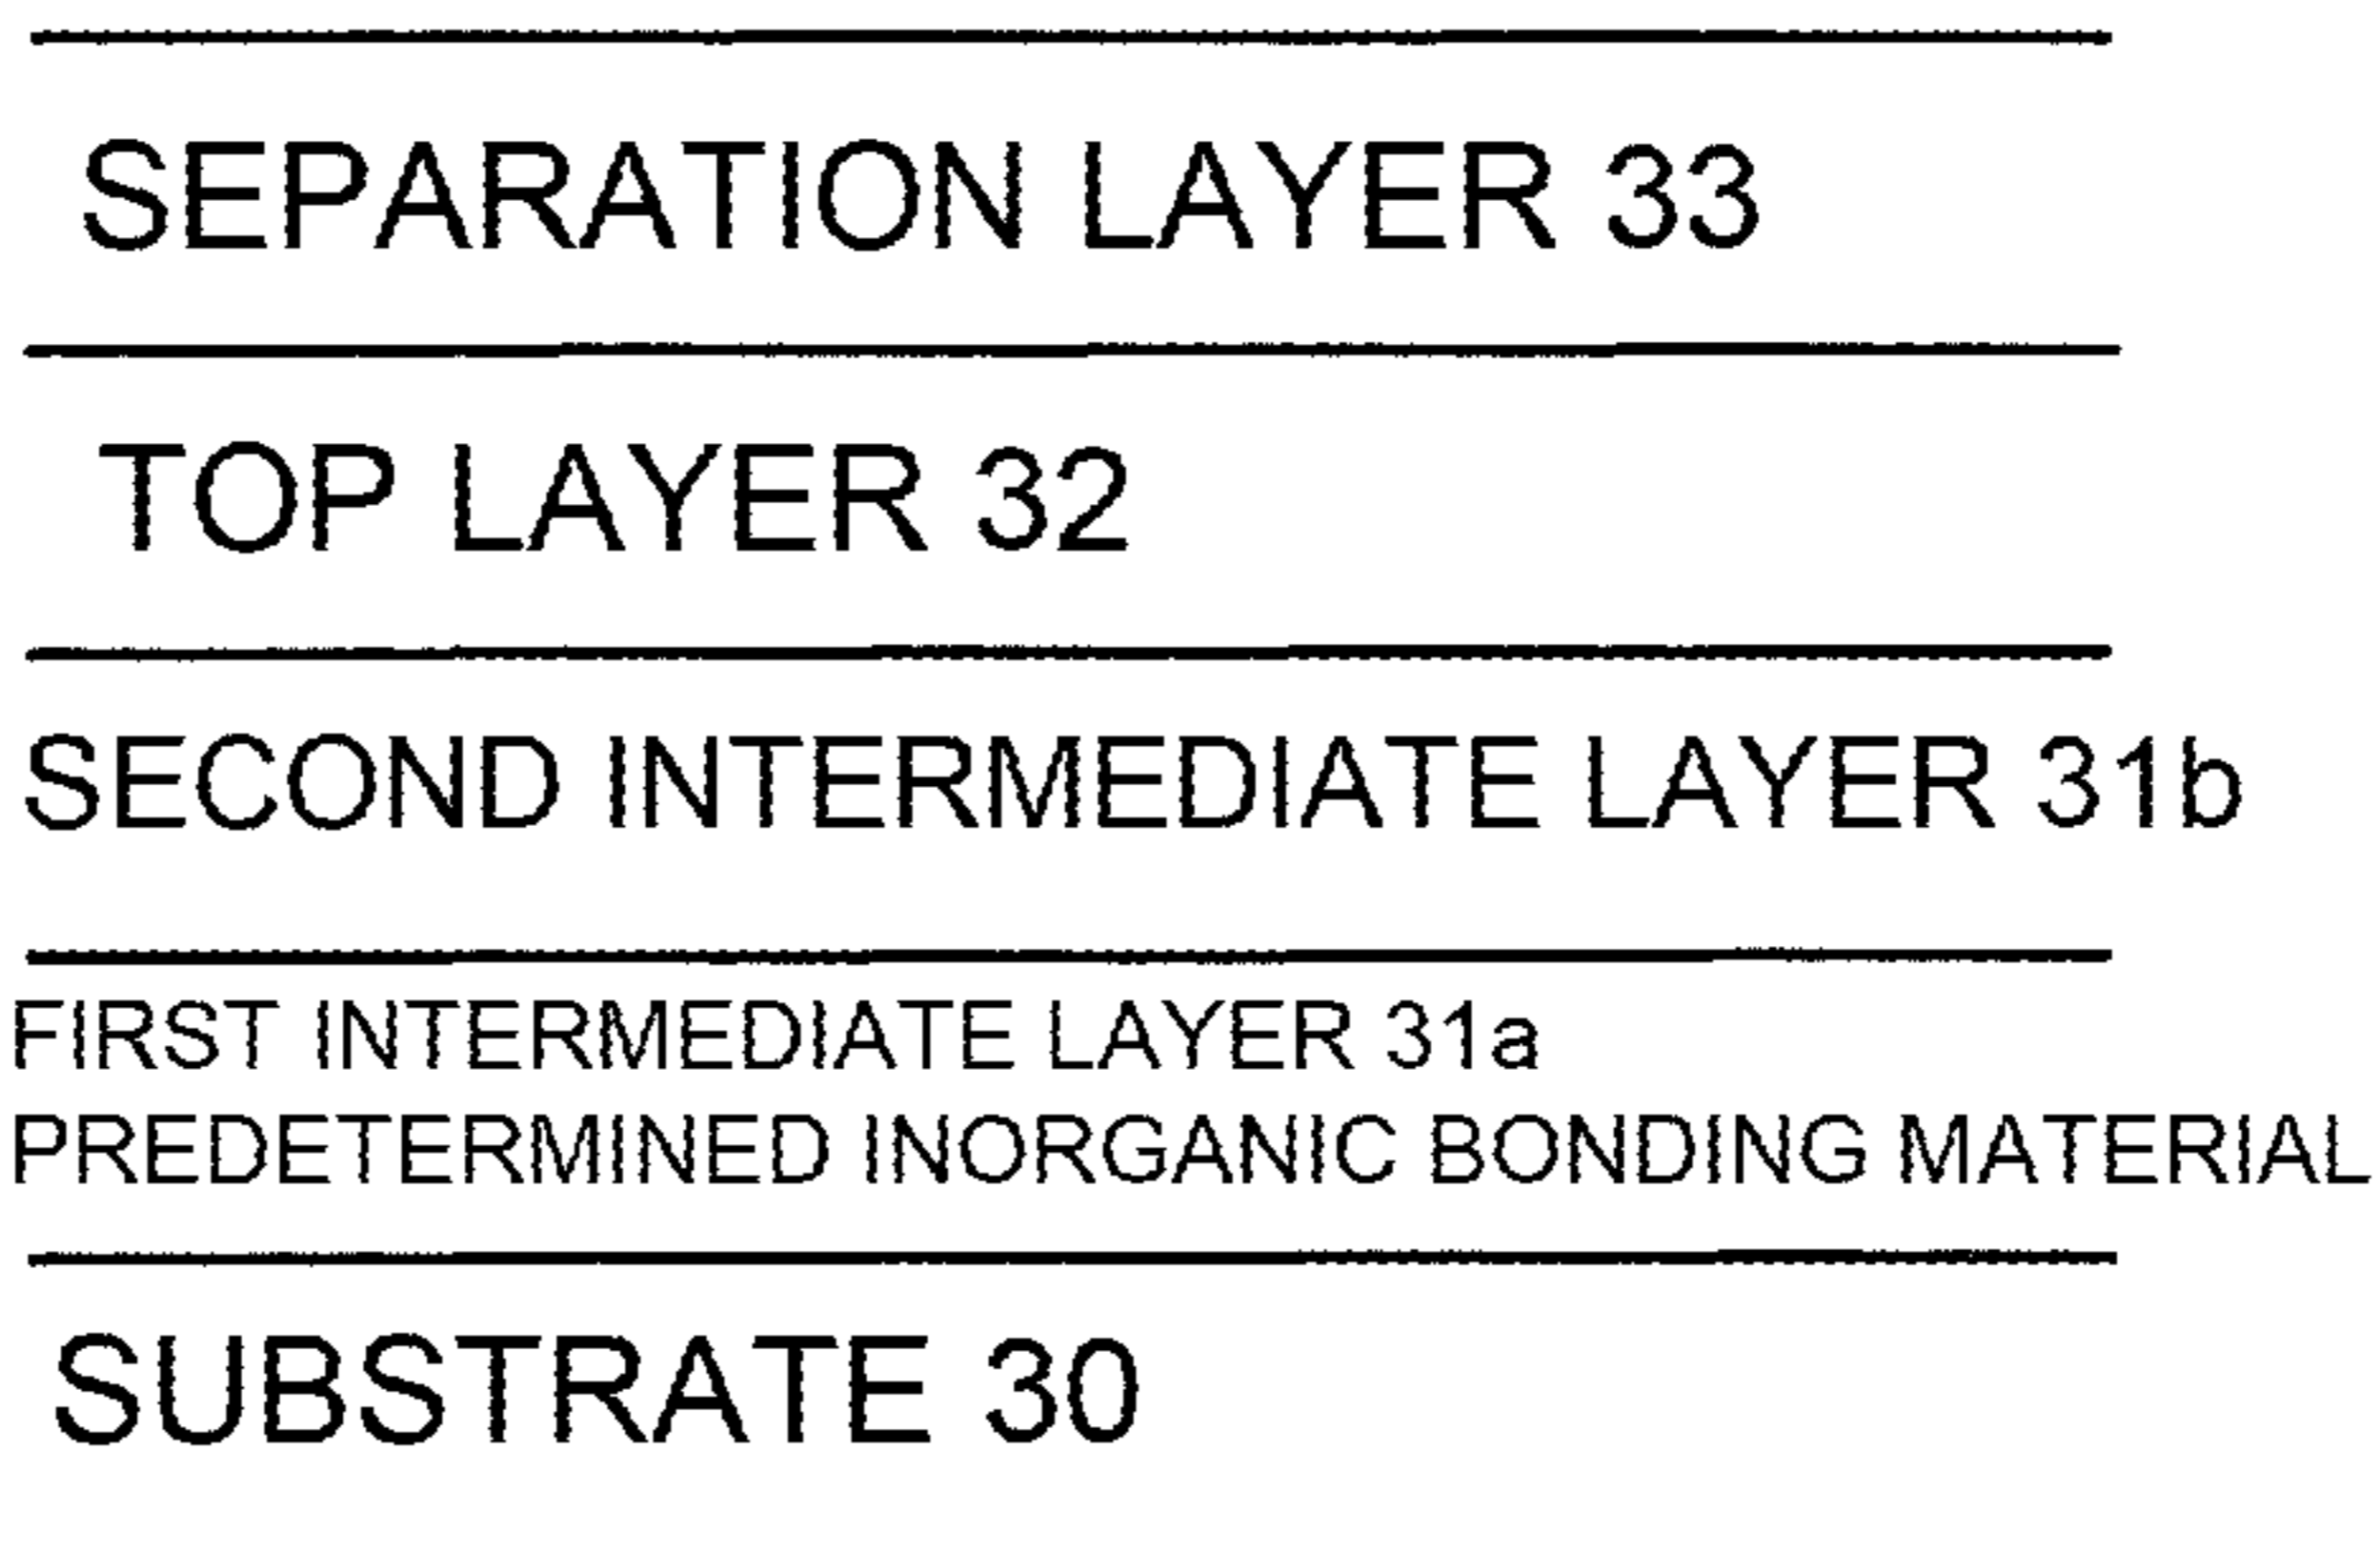 SEPARATION LAYER 33
TOP LAYER 32
SECOND INTERMEDIATE LAYER 31b
FIRST INTERMEDIATE LAYER 31a
PREDETERMINED INORGANIC BONDING MATERIAL
SUBSTRATE 30